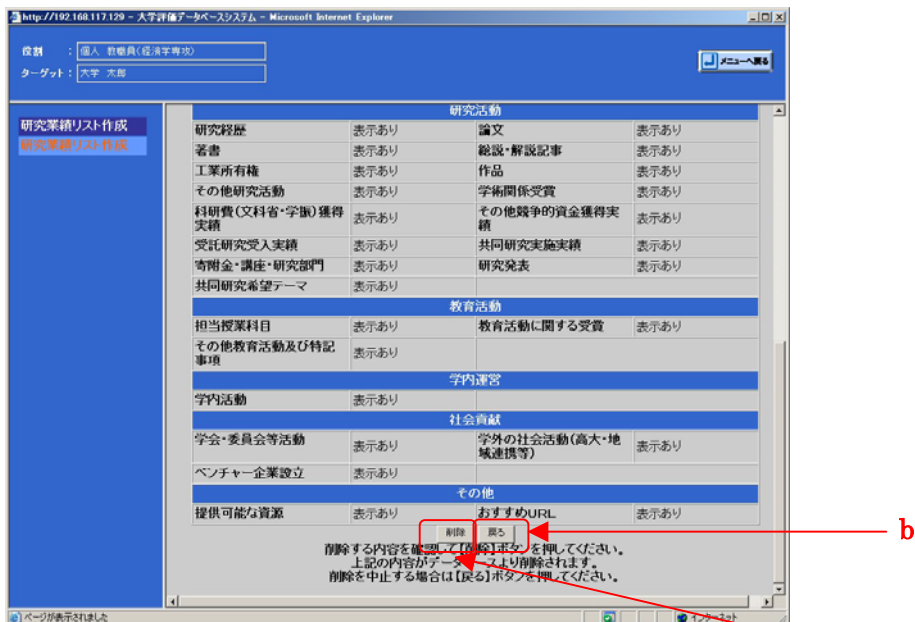 http://192.168.117.129 - 大学評価データベースシステム - Microsoft Internet Explorer
役割 : 個人 教職員(経済学専攻)
ターゲット : 大学 太郎
メニューへ戻る
研究業績リスト作成
研究業績リスト作成
研究活動
研究経歴 表示あり 論文 表示あり
著書 表示あり 総説・解説記事 表示あり
工業所有権 表示あり 作品 表示あり
その他研究活動 表示あり 学術関係受賞 表示あり
科研費(文科省・学振)獲得実績 表示あり その他競争的資金獲得実績 表示あり
受託研究受入実績 表示あり 共同研究実施実績 表示あり
寄附金・講座・研究部門 表示あり 研究発表 表示あり
共同研究希望テーマ 表示あり
教育活動
担当授業科目 表示あり 教育活動に関する受賞 表示あり
その他教育活動及び特記事項 表示あり
学内運営
学内活動 表示あり
社会貢献
学会・委員会等活動 表示あり 学外の社会活動(高大・地域連携等) 表示あり
ベンチャー企業設立 表示あり
その他
提供可能な資源 表示あり おすすめURL 表示あり
削除 戻る
b
削除する内容を確認して【削除】ボタンを押してください。
上記の内容がデータベースより削除されます。
削除を中止する場合は【戻る】ボタンを押してください。
ページが表示されました インターネット